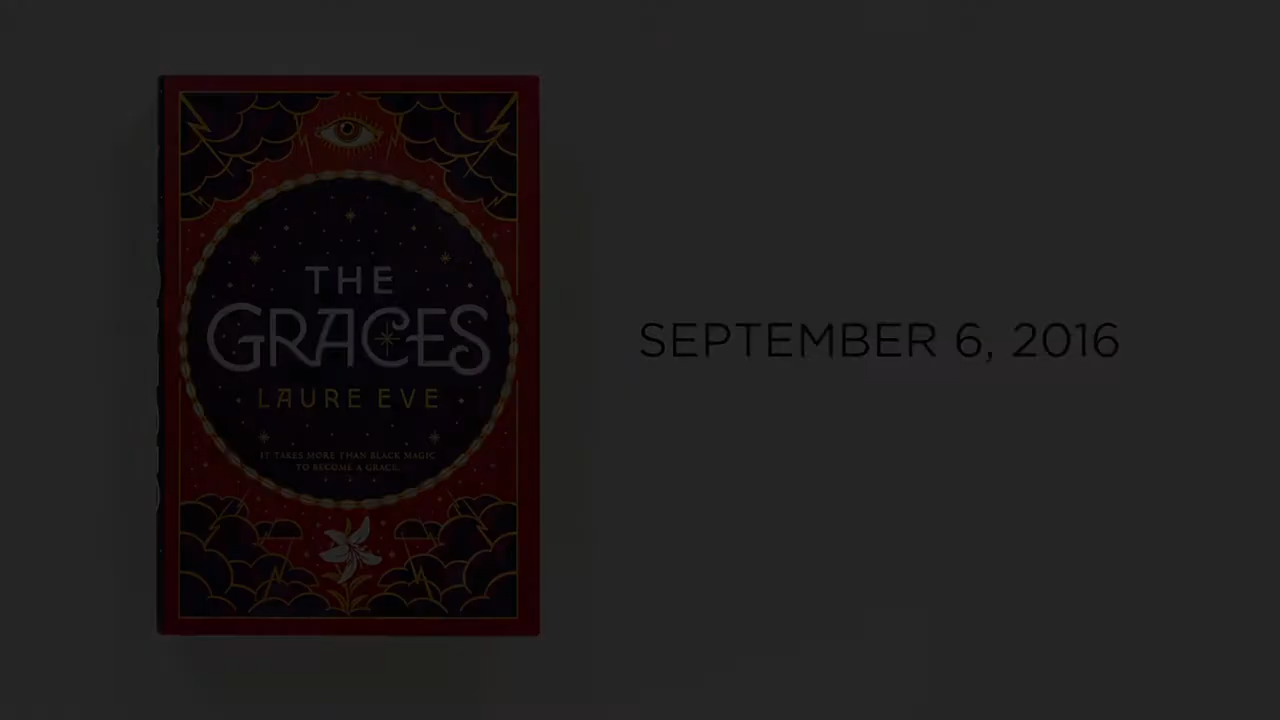 THE
GRACES
LAURE EVE
IT TAKES MORE THAN BLACK MAGIC
TO BECOME A GRACE.
SEPTEMBER 6, 2016